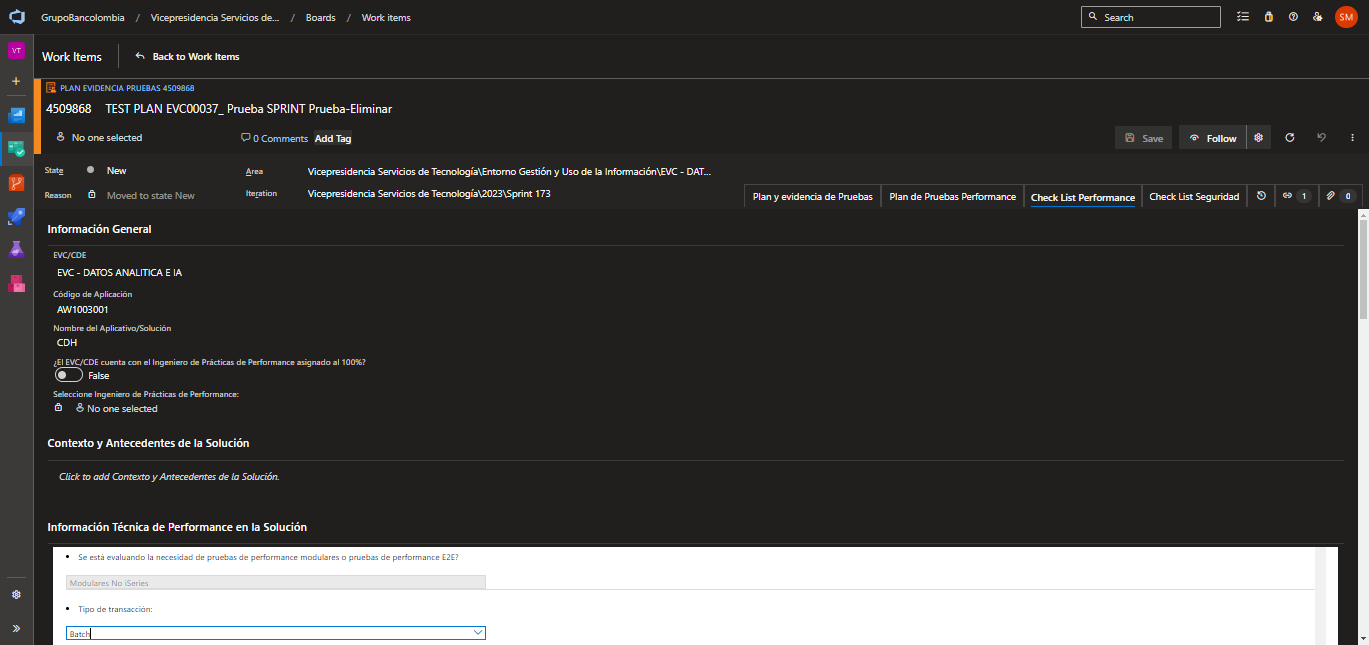 GrupoBancolombia / Vicepresidencia Servicios de... / Boards / Work items
Search
SM
VT
Work Items
Back to Work Items
PLAN EVIDENCIA PRUEBAS 4509868
4509868 TEST PLAN EVC00037_ Prueba SPRINT Prueba-Eliminar
No one selected
0 Comments
Add Tag
Save
Follow
State
New
Area
Vicepresidencia Servicios de Tecnología\Entorno Gestión y Uso de la Información\EVC - DAT...
Reason
Moved to state New
Iteration
Vicepresidencia Servicios de Tecnología\2023\Sprint 173
Plan y evidencia de Pruebas
Plan de Pruebas Performance
Check List Performance
Check List Seguridad
1
0
Información General
EVC/CDE
EVC - DATOS ANALITICA E IA
Código de Aplicación
AW1003001
Nombre del Aplicativo/Solución
CDH
¿El EVC/CDE cuenta con el Ingeniero de Prácticas de Performance asignado al 100%?
False
Seleccione Ingeniero de Prácticas de Performance:
No one selected
Contexto y Antecedentes de la Solución
Click to add Contexto y Antecedentes de la Solución.
Información Técnica de Performance en la Solución
• Se está evaluando la necesidad de pruebas de performance modulares o pruebas de performance E2E?
Modulares No iSeries
• Tipo de transacción:
Batch